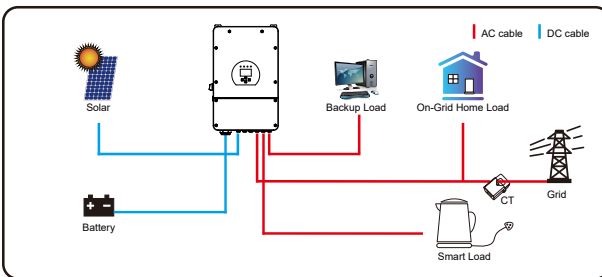 AC cable
DC cable
Solar
Backup Load
On-Grid Home Load
Battery
CT
Grid
Smart Load